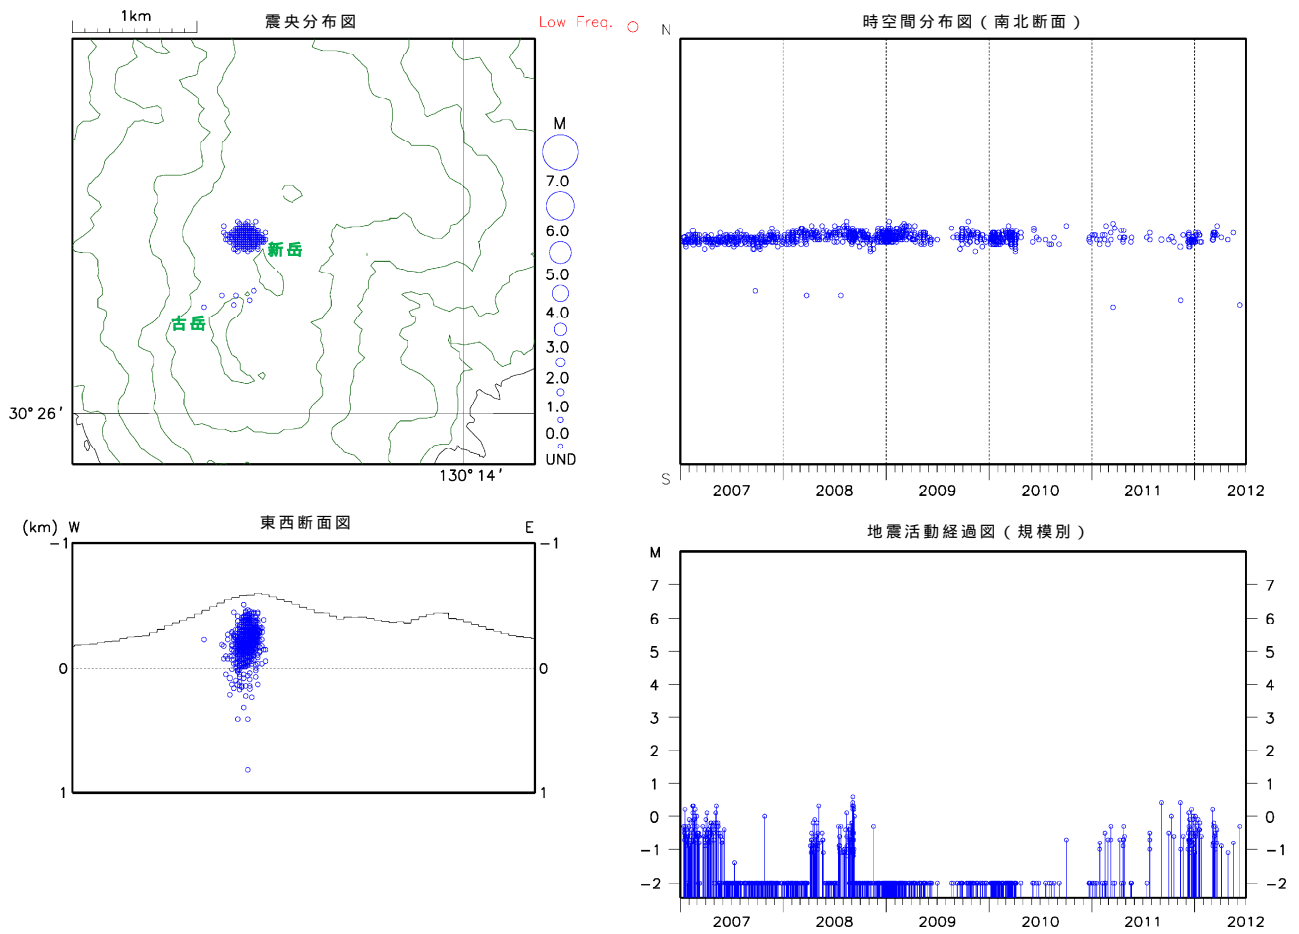 1km
震央分布図
Low Freq.
新岳
古岳
30°26′
130°14′
M
7.0
6.0
5.0
4.0
3.0
2.0
1.0
0.0
UND
時空間分布図（南北断面）
N
S
2007 2008 2009 2010 2011 2012
東西断面図
(km) W E
-1 -1
0 0
1 1
地震活動経過図（規模別）
M
7 7
6 6
5 5
4 4
3 3
2 2
1 1
0 0
-1 -1
-2 -2
2007 2008 2009 2010 2011 2012